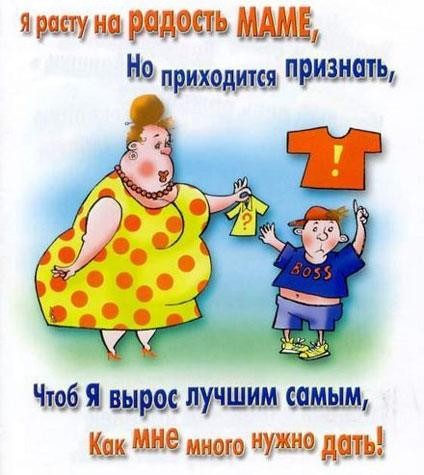 Я расту на радость МАМЕ,
Но приходится признать,
!
?
BOSS
Чтоб Я вырос лучшим самым,
Как мне много нужно дать!